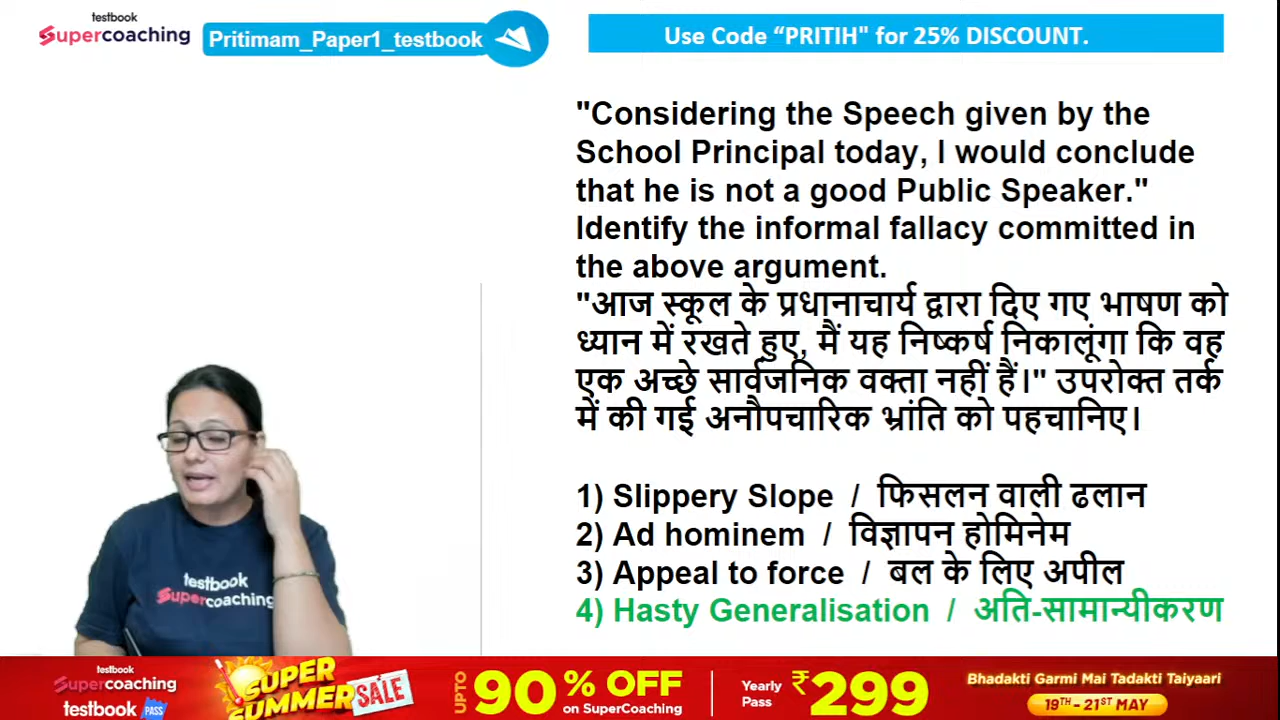 testbook
Supercoaching
Pritimam_Paper1_testbook
Use Code “PRITIH" for 25% DISCOUNT.
"Considering the Speech given by the
School Principal today, I would conclude
that he is not a good Public Speaker."
Identify the informal fallacy committed in
the above argument.
"आज स्कूल के प्रधानाचार्य द्वारा दिए गए भाषण को
ध्यान में रखते हुए, मैं यह निष्कर्ष निकालूंगा कि वह
एक अच्छे सार्वजनिक वक्ता नहीं हैं।" उपरोक्त तर्क
में की गई अनौपचारिक भ्रांति को पहचानिए।
1) Slippery Slope / फिसलन वाली ढलान
2) Ad hominem / विज्ञापन होमिनेम
3) Appeal to force / बल के लिए अपील
4) Hasty Generalisation / अति-सामान्यीकरण
testbook
Supercoaching
testbook
Supercoaching
testbook PASS
SUPER
SUMMER SALE
UPTO 90% OFF
on SuperCoaching
Yearly
Pass
₹299
Bhadakti Garmi Mai Tadakti Taiyaari
19TH - 21ST MAY